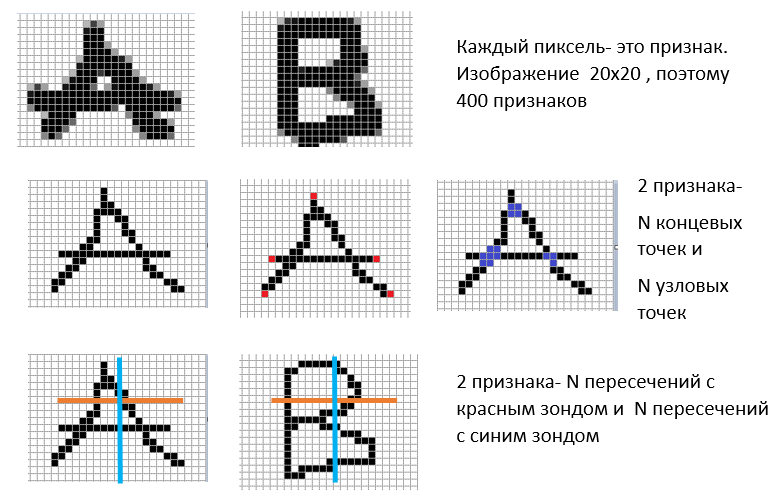 Каждый пиксель- это признак.
Изображение 20x20 , поэтому
400 признаков
2 признака-
N концевых
точек и
N узловых
точек
2 признака- N пересечений с
красным зондом и N пересечений
с синим зондом